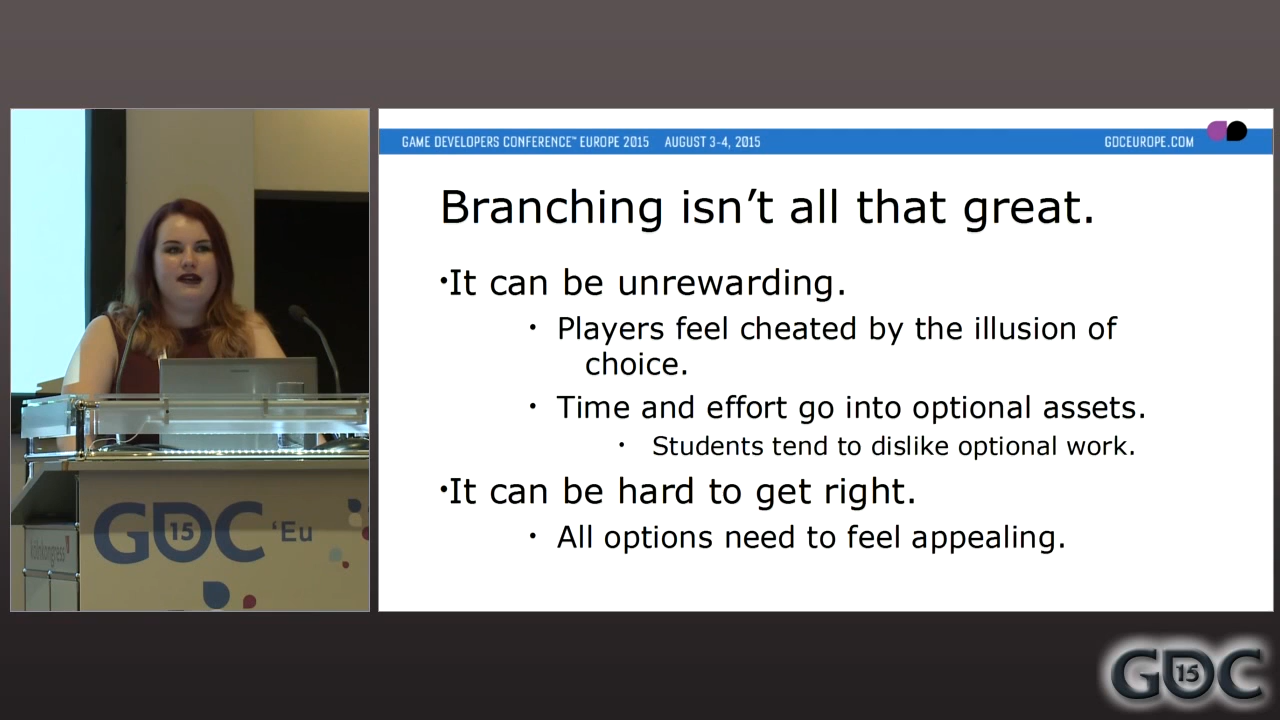 GAME DEVELOPERS CONFERENCE™ EUROPE 2015 AUGUST 3-4, 2015 GDCEUROPE.COM
Branching isn’t all that great.
•It can be unrewarding.
• Players feel cheated by the illusion of
choice.
• Time and effort go into optional assets.
• Students tend to dislike optional work.
•It can be hard to get right.
• All options need to feel appealing.
GDC 15 ‘Eu
koelnkongress
GDC 15